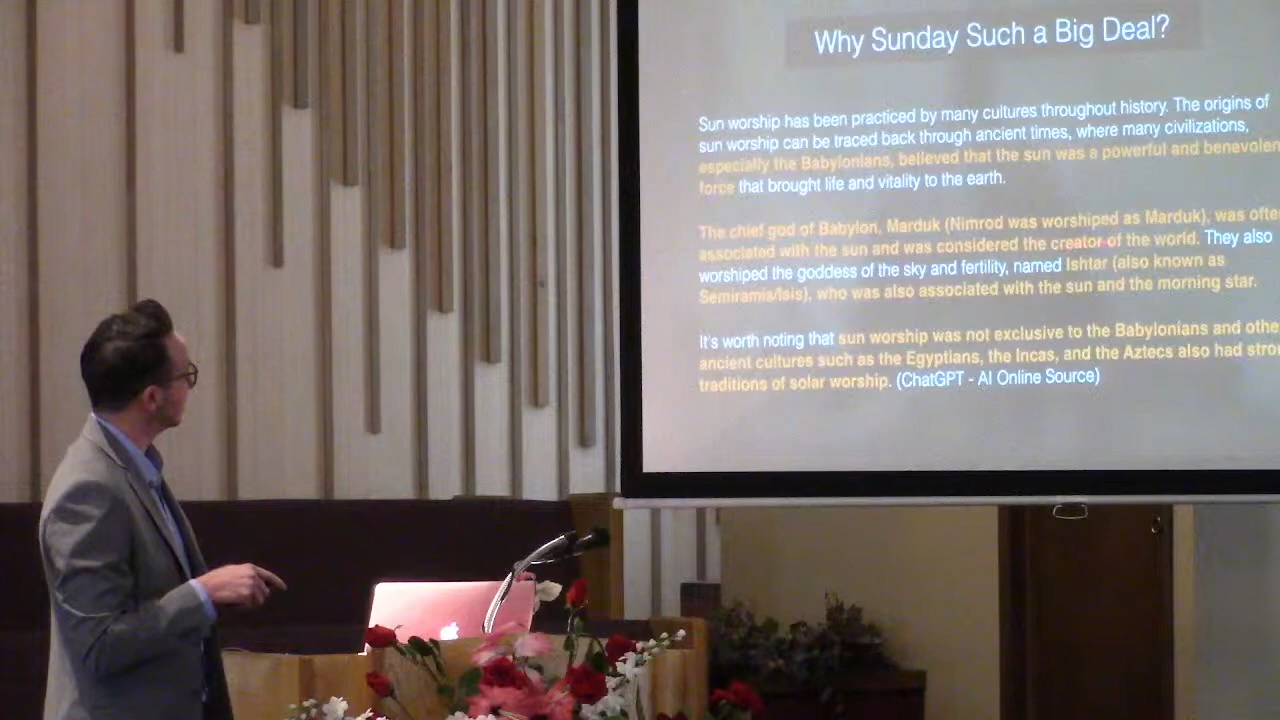 Why Sunday Such a Big Deal?
Sun worship has been practiced by many cultures throughout history. The origins of
sun worship can be traced back through ancient times, where many civilizations,
especially the Babylonians, believed that the sun was a powerful and benevolen
force that brought life and vitality to the earth.
The chief god of Babylon, Marduk (Nimrod was worshiped as Marduk), was ofte
associated with the sun and was considered the creator of the world. They also
worshiped the goddess of the sky and fertility, named Ishtar (also known as
Semiramis/Isis), who was also associated with the sun and the morning star.
It's worth noting that sun worship was not exclusive to the Babylonians and othe
ancient cultures such as the Egyptians, the Incas, and the Aztecs also had stro
traditions of solar worship. (ChatGPT - AI Online Source)